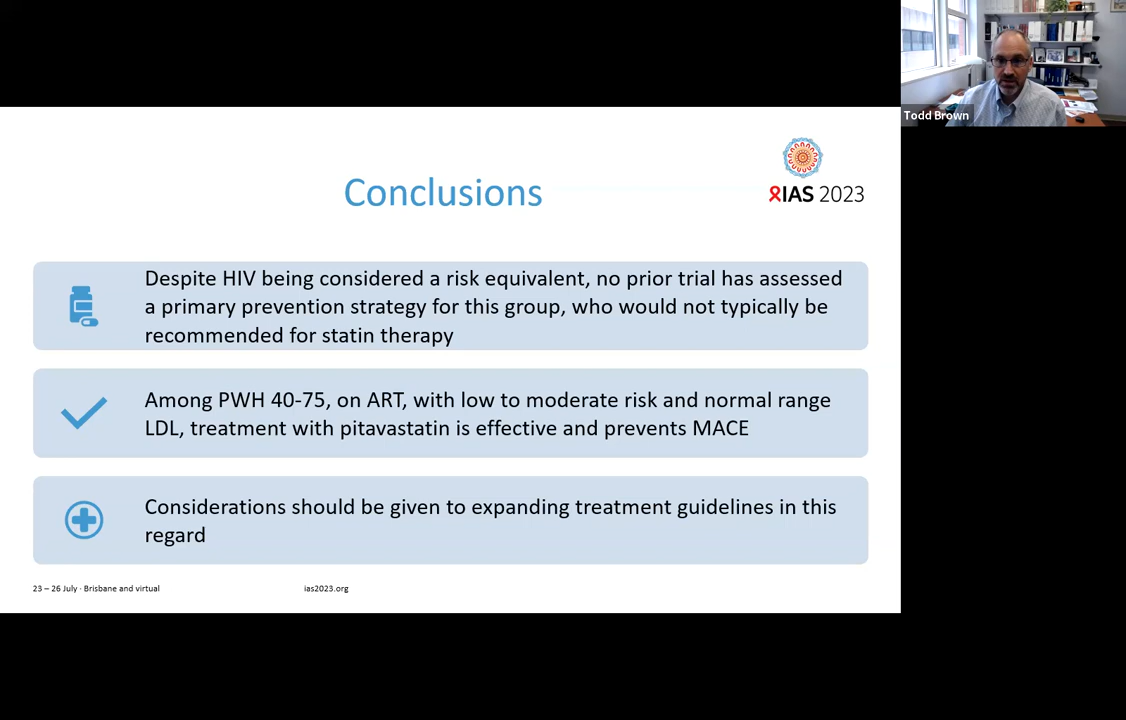 Todd Brown
IAS 2023
Conclusions
Despite HIV being considered a risk equivalent, no prior trial has assessed
a primary prevention strategy for this group, who would not typically be
recommended for statin therapy
Among PWH 40-75, on ART, with low to moderate risk and normal range
LDL, treatment with pitavastatin is effective and prevents MACE
Considerations should be given to expanding treatment guidelines in this
regard
23 – 26 July · Brisbane and virtual
ias2023.org